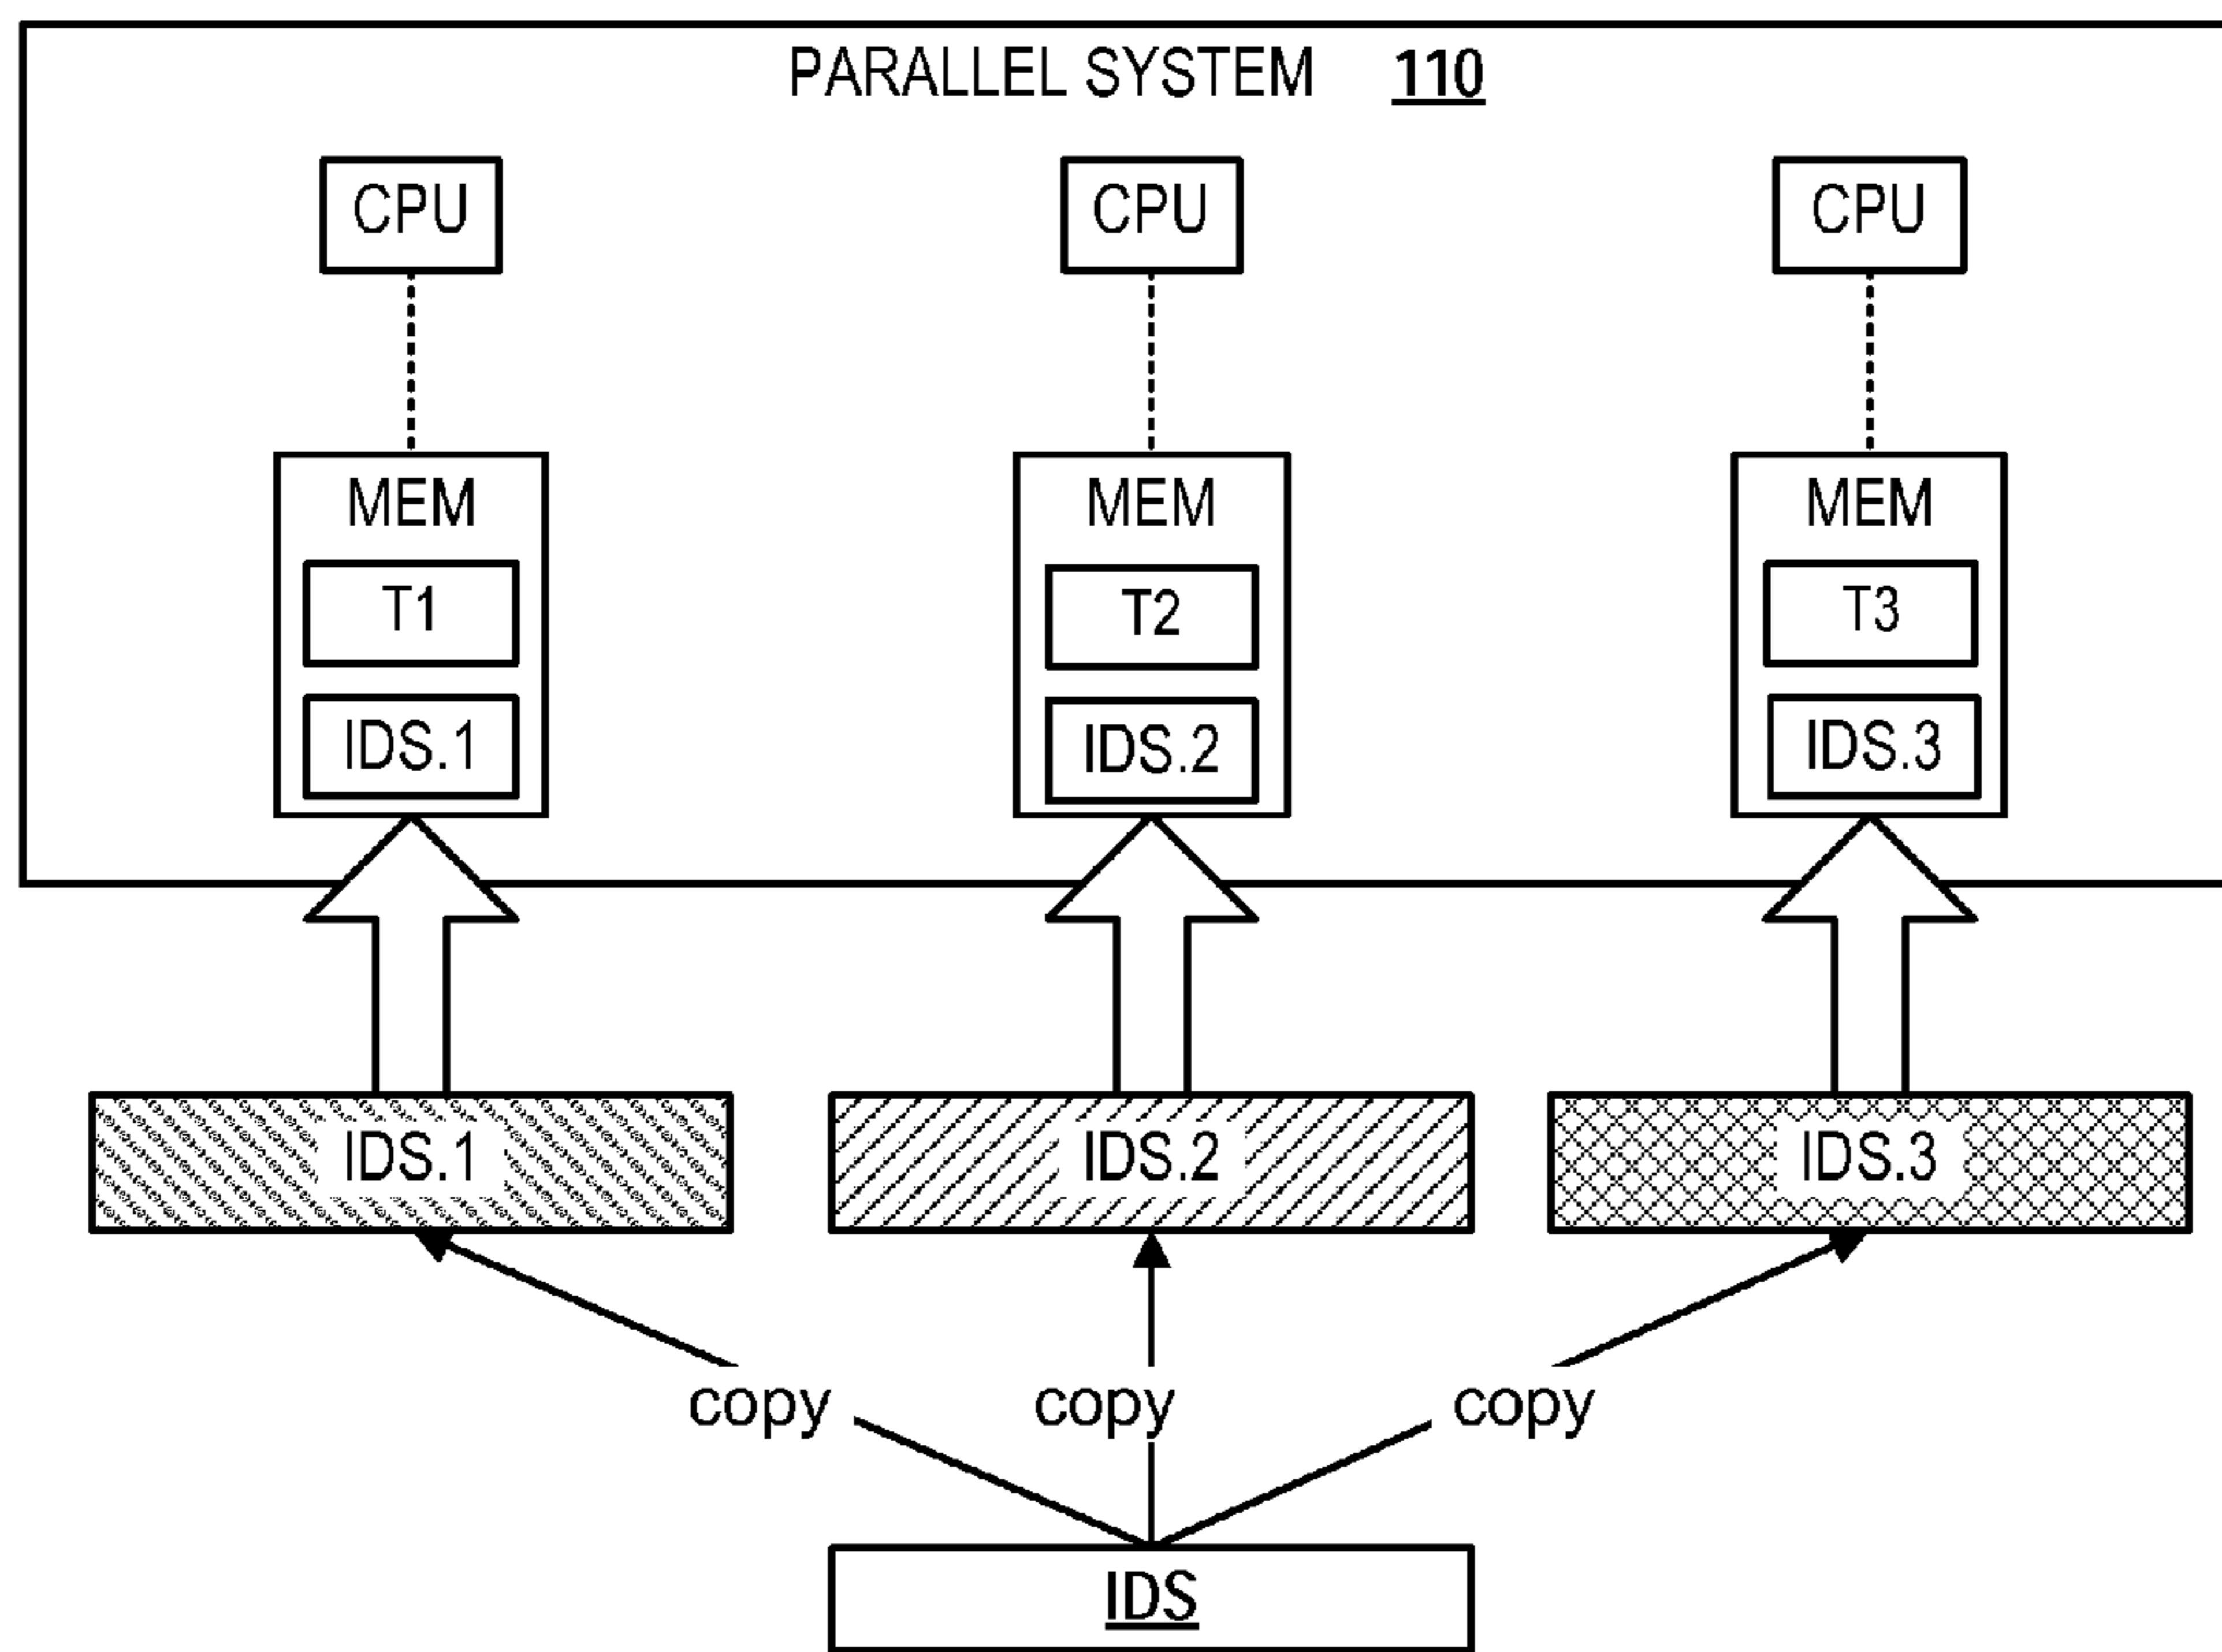 PARALLEL SYSTEM 110
CPU CPU CPU
MEM MEM MEM
T1 T2 T3
IDS.1 IDS.2 IDS.3
IDS.1 IDS.2 IDS.3
copy copy copy
IDS